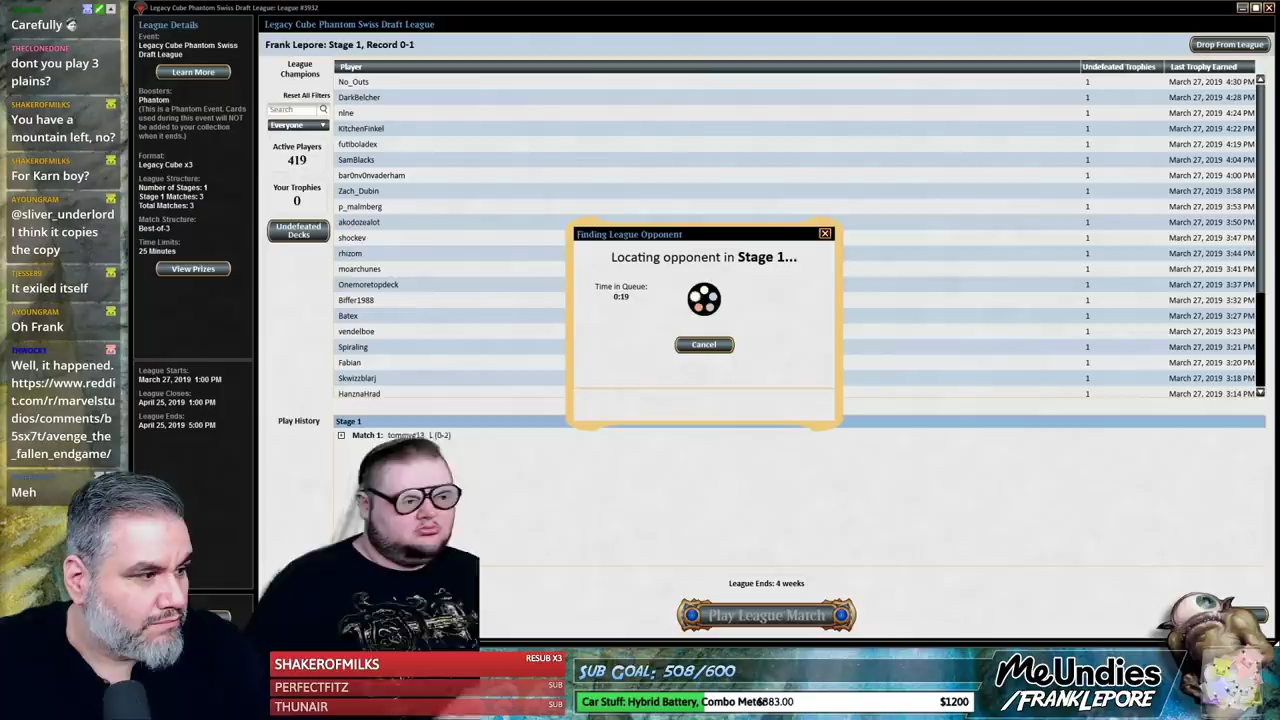 Carefully
THECLONEDONE
dont you play 3
plains?
SHAKEROFMILKS
You have a
mountain left, no?
SHAKEROFMILKS
For Karn boy?
AYOUNGRAM
@sliver_underlord
I think it copies
the copy
TJESSE89
It exiled itself
AYOUNGRAM
Oh Frank
Well, it happened.
https://www.reddi
t.com/r/marvelstu
dios/comments/b
5sx7t/avenge_the
_fallen_endgame/
Meh
Legacy Cube Phantom Swiss Draft League: League #3932
League Details
Event:
Legacy Cube Phantom Swiss
Draft League
Learn More
Boosters:
Phantom
(This is a Phantom Event. Cards
used during this event will NOT
be added to your collection
when it ends.)
Format:
Legacy Cube x3
League Structure:
Number of Stages: 1
Stage 1 Matches: 3
Total Matches: 3
Match Structure:
Best-of-3
Time Limits:
25 Minutes
View Prizes
League Starts:
March 27, 2019 1:00 PM
League Closes:
April 25, 2019 1:00 PM
League Ends:
April 25, 2019 5:00 PM
Legacy Cube Phantom Swiss Draft League
Frank Lepore: Stage 1, Record 0-1
Drop From League
League
Champions
Reset All Filters
Search
Everyone
Active Players
419
Your Trophies
0
Undefeated
Decks
Player Undefeated Trophies Last Trophy Earned
No_Outs 1 March 27, 2019 4:30 PM
DarkBelcher 1 March 27, 2019 4:28 PM
nIne 1 March 27, 2019 4:24 PM
KitchenFinkel 1 March 27, 2019 4:22 PM
futiboladex 1 March 27, 2019 4:19 PM
SamBlacks 1 March 27, 2019 4:04 PM
bar0nv0nvaderham 1 March 27, 2019 4:00 PM
Zach_Dubin 1 March 27, 2019 3:58 PM
p_malmberg 1 March 27, 2019 3:53 PM
akodozealot 1 March 27, 2019 3:50 PM
shockev 1 March 27, 2019 3:47 PM
rhizom 1 March 27, 2019 3:44 PM
moarchunes 1 March 27, 2019 3:41 PM
Onemoretopdeck 1 March 27, 2019 3:37 PM
Biffer1988 1 March 27, 2019 3:32 PM
Batex 1 March 27, 2019 3:27 PM
vendelboe 1 March 27, 2019 3:23 PM
Spiraling 1 March 27, 2019 3:21 PM
Fabian 1 March 27, 2019 3:20 PM
Skwizzblarj 1 March 27, 2019 3:18 PM
HanznaHrad 1 March 27, 2019 3:14 PM
Finding League Opponent
Locating opponent in Stage 1...
Time in Queue:
0:19
Cancel
Play History
Stage 1
Match 1: tommyg13, L (0-2)
League Ends: 4 weeks
Play League Match
SHAKEROFMILKS RESUB X3
PERFECTFITZ SUB
THUNAIR SUB
SUB GOAL: 508/600
Car Stuff: Hybrid Battery, Combo Mete $1200
MeUndies
/FRANKLEPORE